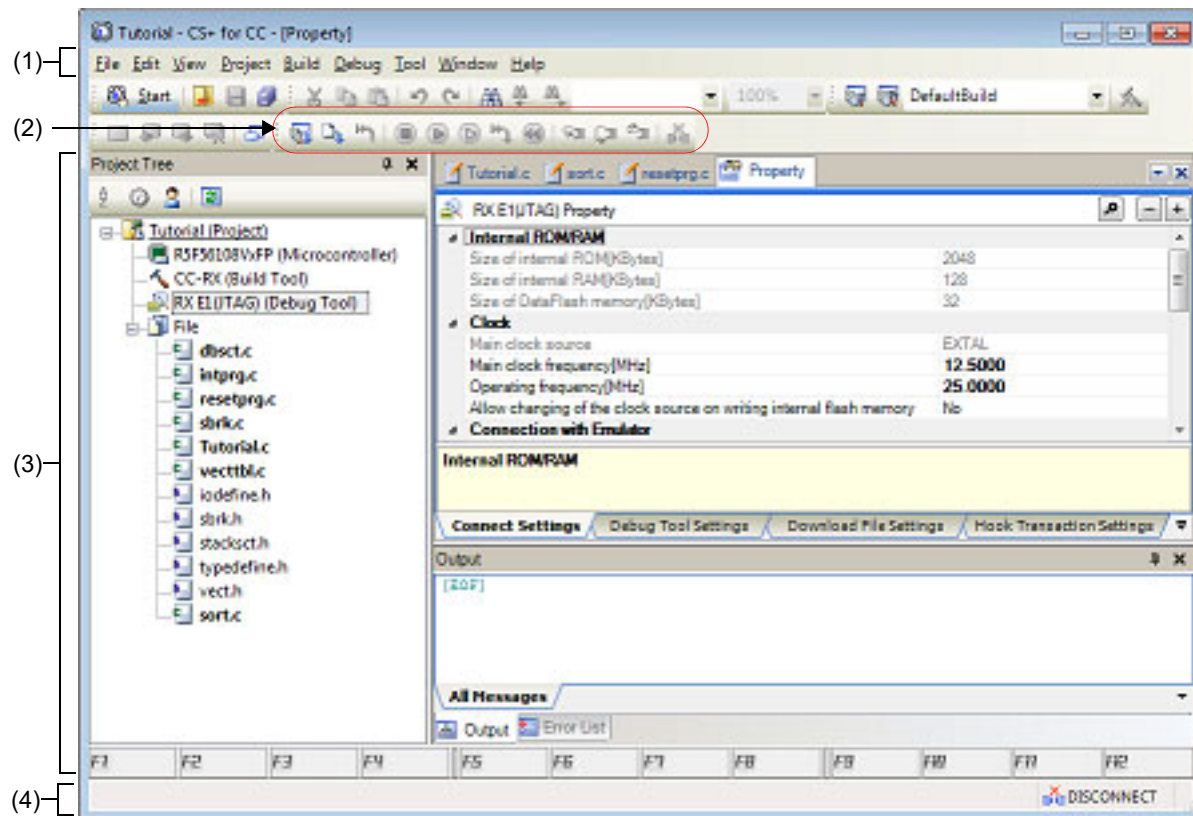 Tutorial - CS+ for CC - [Property]
(1)
File Edit View Project Build Debug Tool Window Help
Start 100% DefaultBuild
(2)
Project Tree
Tutorial.c sort.c resetprg.c Property
RX E1(JTAG) Property
Tutorial (Project)
R5F56108VxFP (Microcontroller)
CC-RX (Build Tool)
RX E1(JTAG) (Debug Tool)
File
dbsct.c
intprg.c
resetprg.c
sbrk.c
Tutorial.c
vecttbl.c
iodefine.h
sbrk.h
stacksct.h
typedefine.h
vect.h
sort.c
(3)
Internal ROM/RAM
Size of internal ROM[KBytes] 2048
Size of internal RAM[KBytes] 128
Size of DataFlash memory[KBytes] 32
Clock
Main clock source EXTAL
Main clock frequency[MHz] 12.5000
Operating frequency[MHz] 25.0000
Allow changing of the clock source on writing internal flash memory No
Connection with Emulator
Internal ROM/RAM
Connect Settings Debug Tool Settings Download File Settings Hook Transaction Settings
Output
[EOF]
All Messages
Output Error List
F1 F2 F3 F4 F5 F6 F7 F8 F9 F10 F11 F12
(4)
DISCONNECT